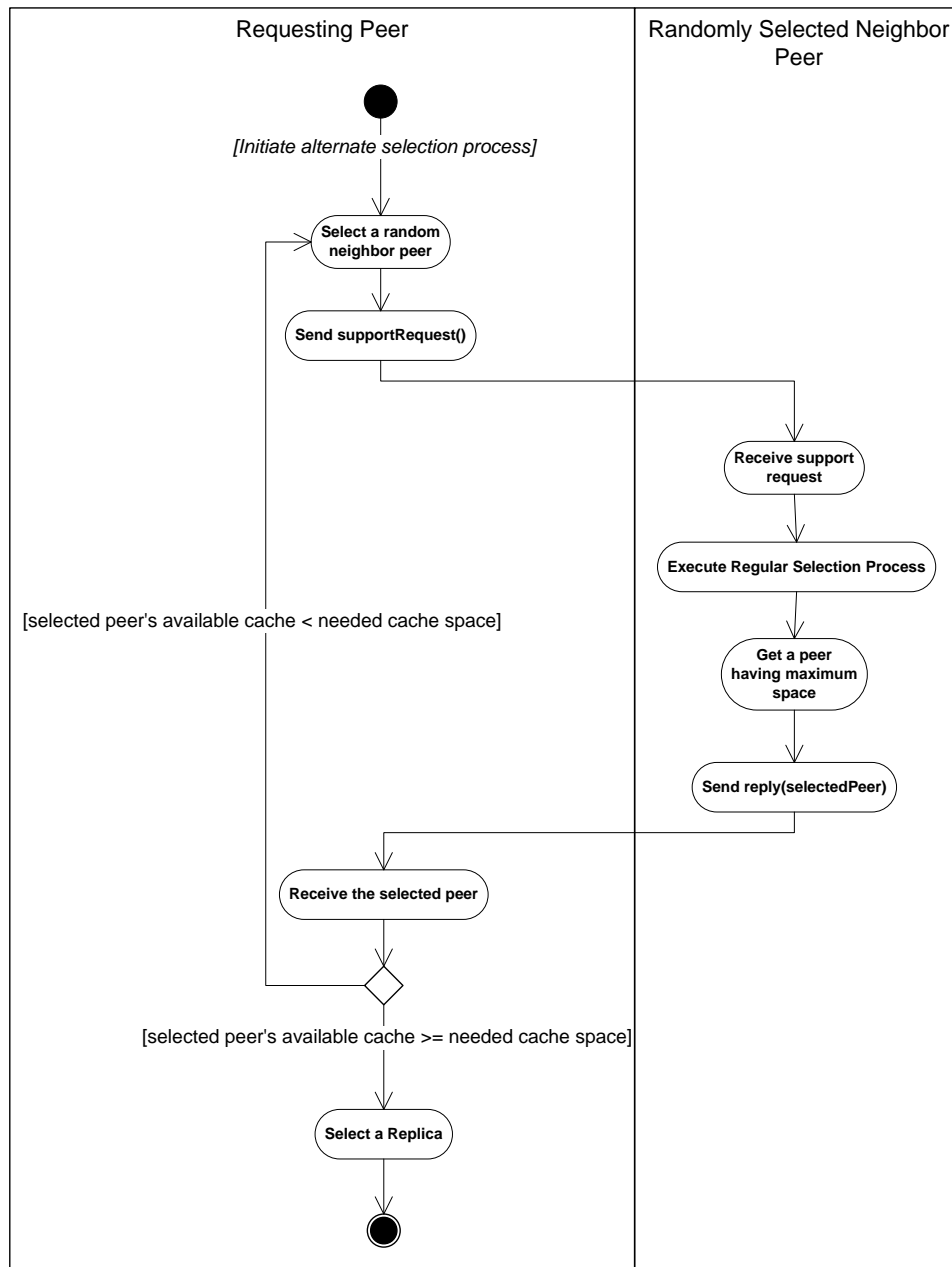 Requesting Peer
Randomly Selected Neighbor
Peer
[Initiate alternate selection process]
Select a random
neighbor peer
Send supportRequest()
Receive support
request
Execute Regular Selection Process
[selected peer's available cache < needed cache space]
Get a peer
having maximum
space
Send reply(selectedPeer)
Receive the selected peer
[selected peer's available cache >= needed cache space]
Select a Replica